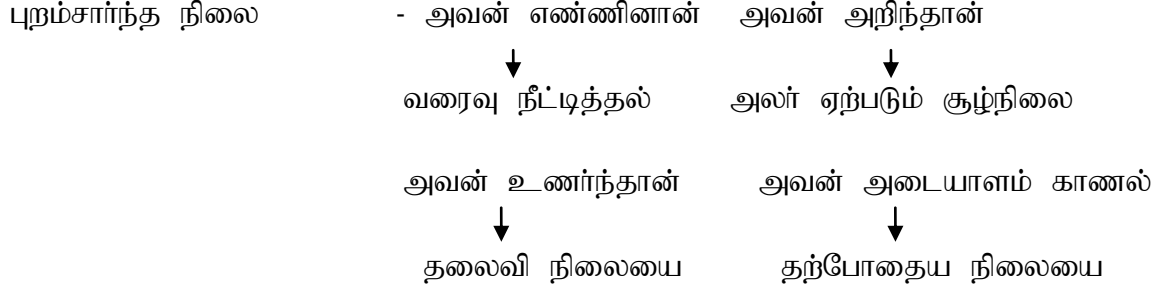 புறம்சார்ந்த நிலை - அவன் எண்ணினான் அவன் அறிந்தான்
வரைவு நீட்டித்தல் அலர் ஏற்படும் சூழ்நிலை
அவன் உணர்ந்தான் அவன் அடையாளம் காணல்
தலைவி நிலையை தற்போதைய நிலையை